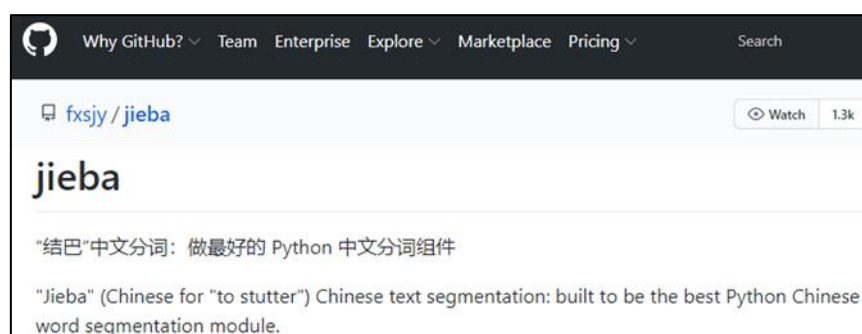 Why GitHub? Team Enterprise Explore Marketplace Pricing Search
fxsjy / jieba Watch 1.3k
jieba
“结巴”中文分词：做最好的 Python 中文分词组件
"Jieba" (Chinese for "to stutter") Chinese text segmentation: built to be the best Python Chinese
word segmentation module.